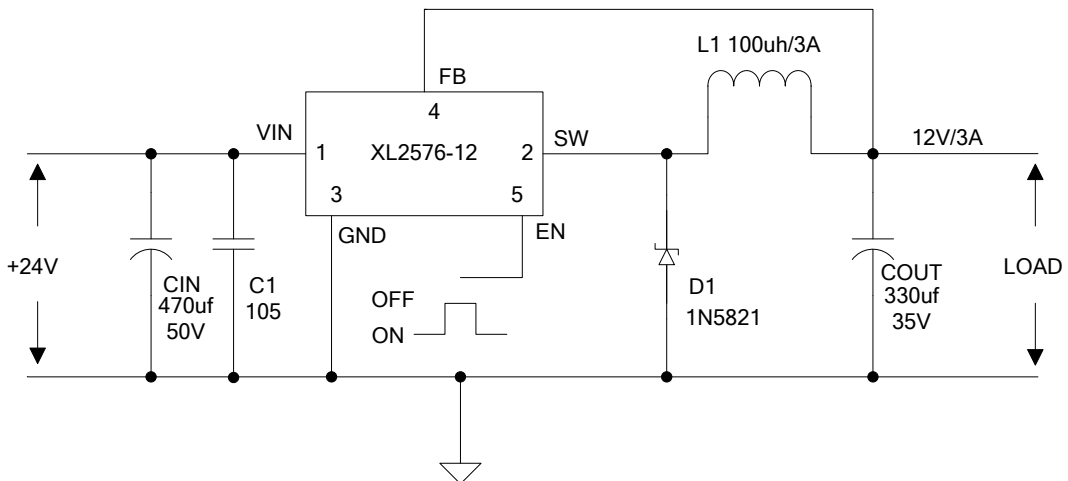 L1 100uh/3A
FB
4
VIN
SW
12V/3A
1
XL2576-12
2
3
5
GND
EN
+24V
CIN
470uf
50V
C1
105
OFF
ON
D1
1N5821
COUT
330uf
35V
LOAD